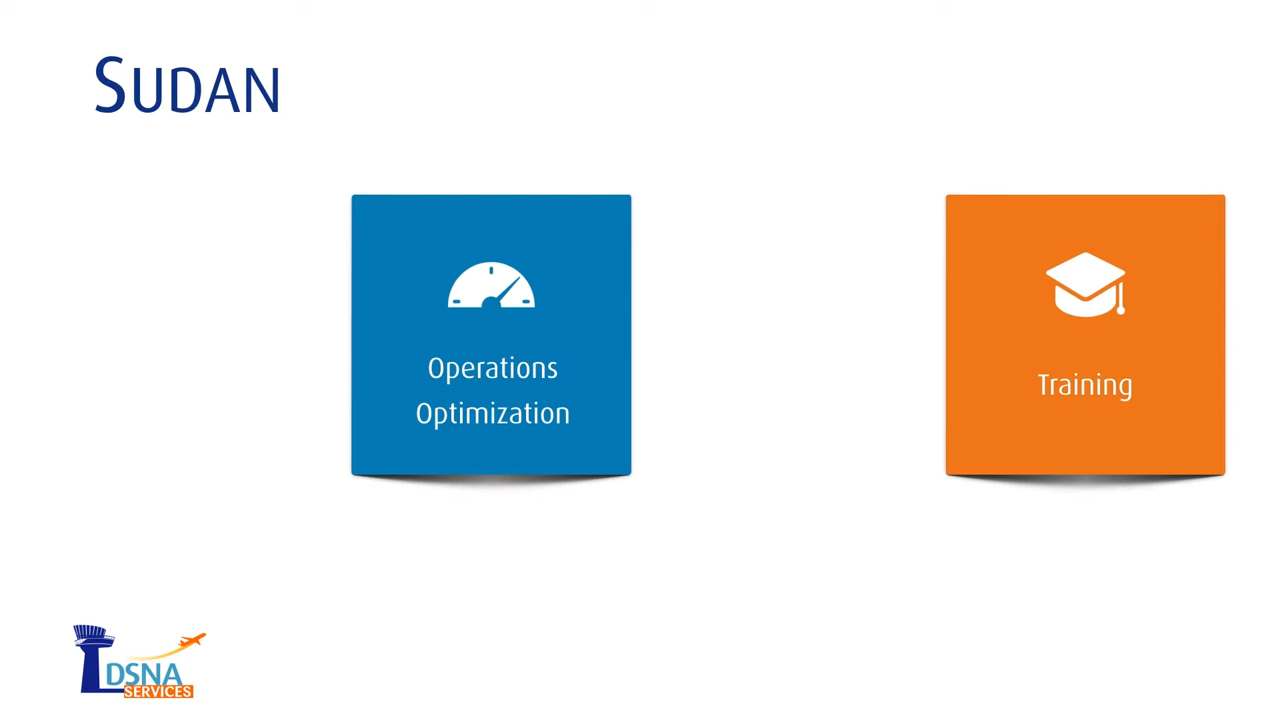 SUDAN
Operations
Optimization
Training
DSNA
SERVICES